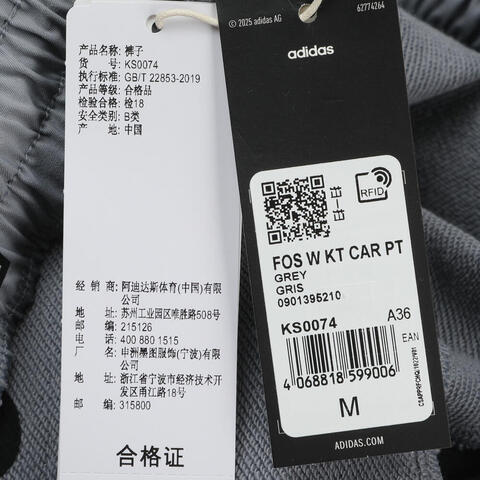 产品名称: 裤子
货 号: KS0074
执行标准: GB/T 22853-2019
产品等级: 合格品
检验合格: 检18
安全类别: B类
产 地: 中国
经 销 商: 阿迪达斯体育(中国)有限
公司
地 址: 苏州工业园区唯胜路508号
邮 编: 215126
电 话: 400 880 1515
厂 名: 申洲墨图服饰(宁波)有限
公司
地 址: 浙江省宁波市经济技术开
发区甬江路18号
邮 编: 315800
合格证
© 2025 adidas AG
62774264
adidas
RFID
FOS W KT CAR PT
GREY
GRIS
0901395210
KS0074 A36
EAN
4 068818 599006
M
ADIDAS.COM